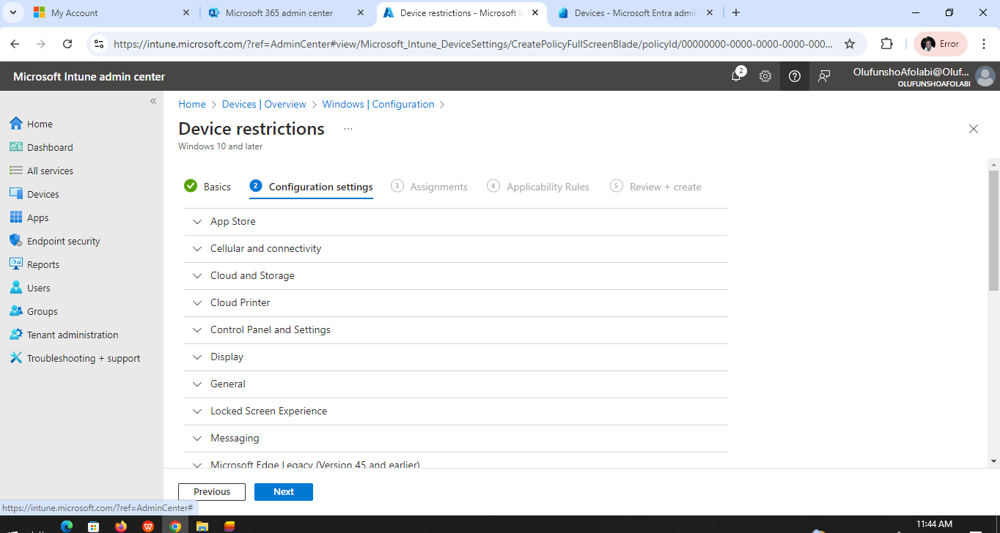 My Account
Microsoft 365 admin center
Device restrictions - Microsoft I
Devices - Microsoft Entra admin
https://intune.microsoft.com/?ref=AdminCenter#view/Microsoft_Intune_DeviceSettings/CreatePolicyFullScreenBlade/policyId/00000000-0000-0000-0000-000...
Error
Microsoft Intune admin center
2
OlufunshoAfolabi@Oluf...
OLUFUNSHOAFOLABI
Home
Dashboard
All services
Devices
Apps
Endpoint security
Reports
Users
Groups
Tenant administration
Troubleshooting + support
Home > Devices | Overview > Windows | Configuration >
Device restrictions ...
Windows 10 and later
Basics
2 Configuration settings
3 Assignments
4 Applicability Rules
5 Review + create
App Store
Cellular and connectivity
Cloud and Storage
Cloud Printer
Control Panel and Settings
Display
General
Locked Screen Experience
Messaging
Microsoft Edge Legacy (Version 45 and earlier)
Previous
Next
https://intune.microsoft.com/?ref=AdminCenter#
11:44 AM